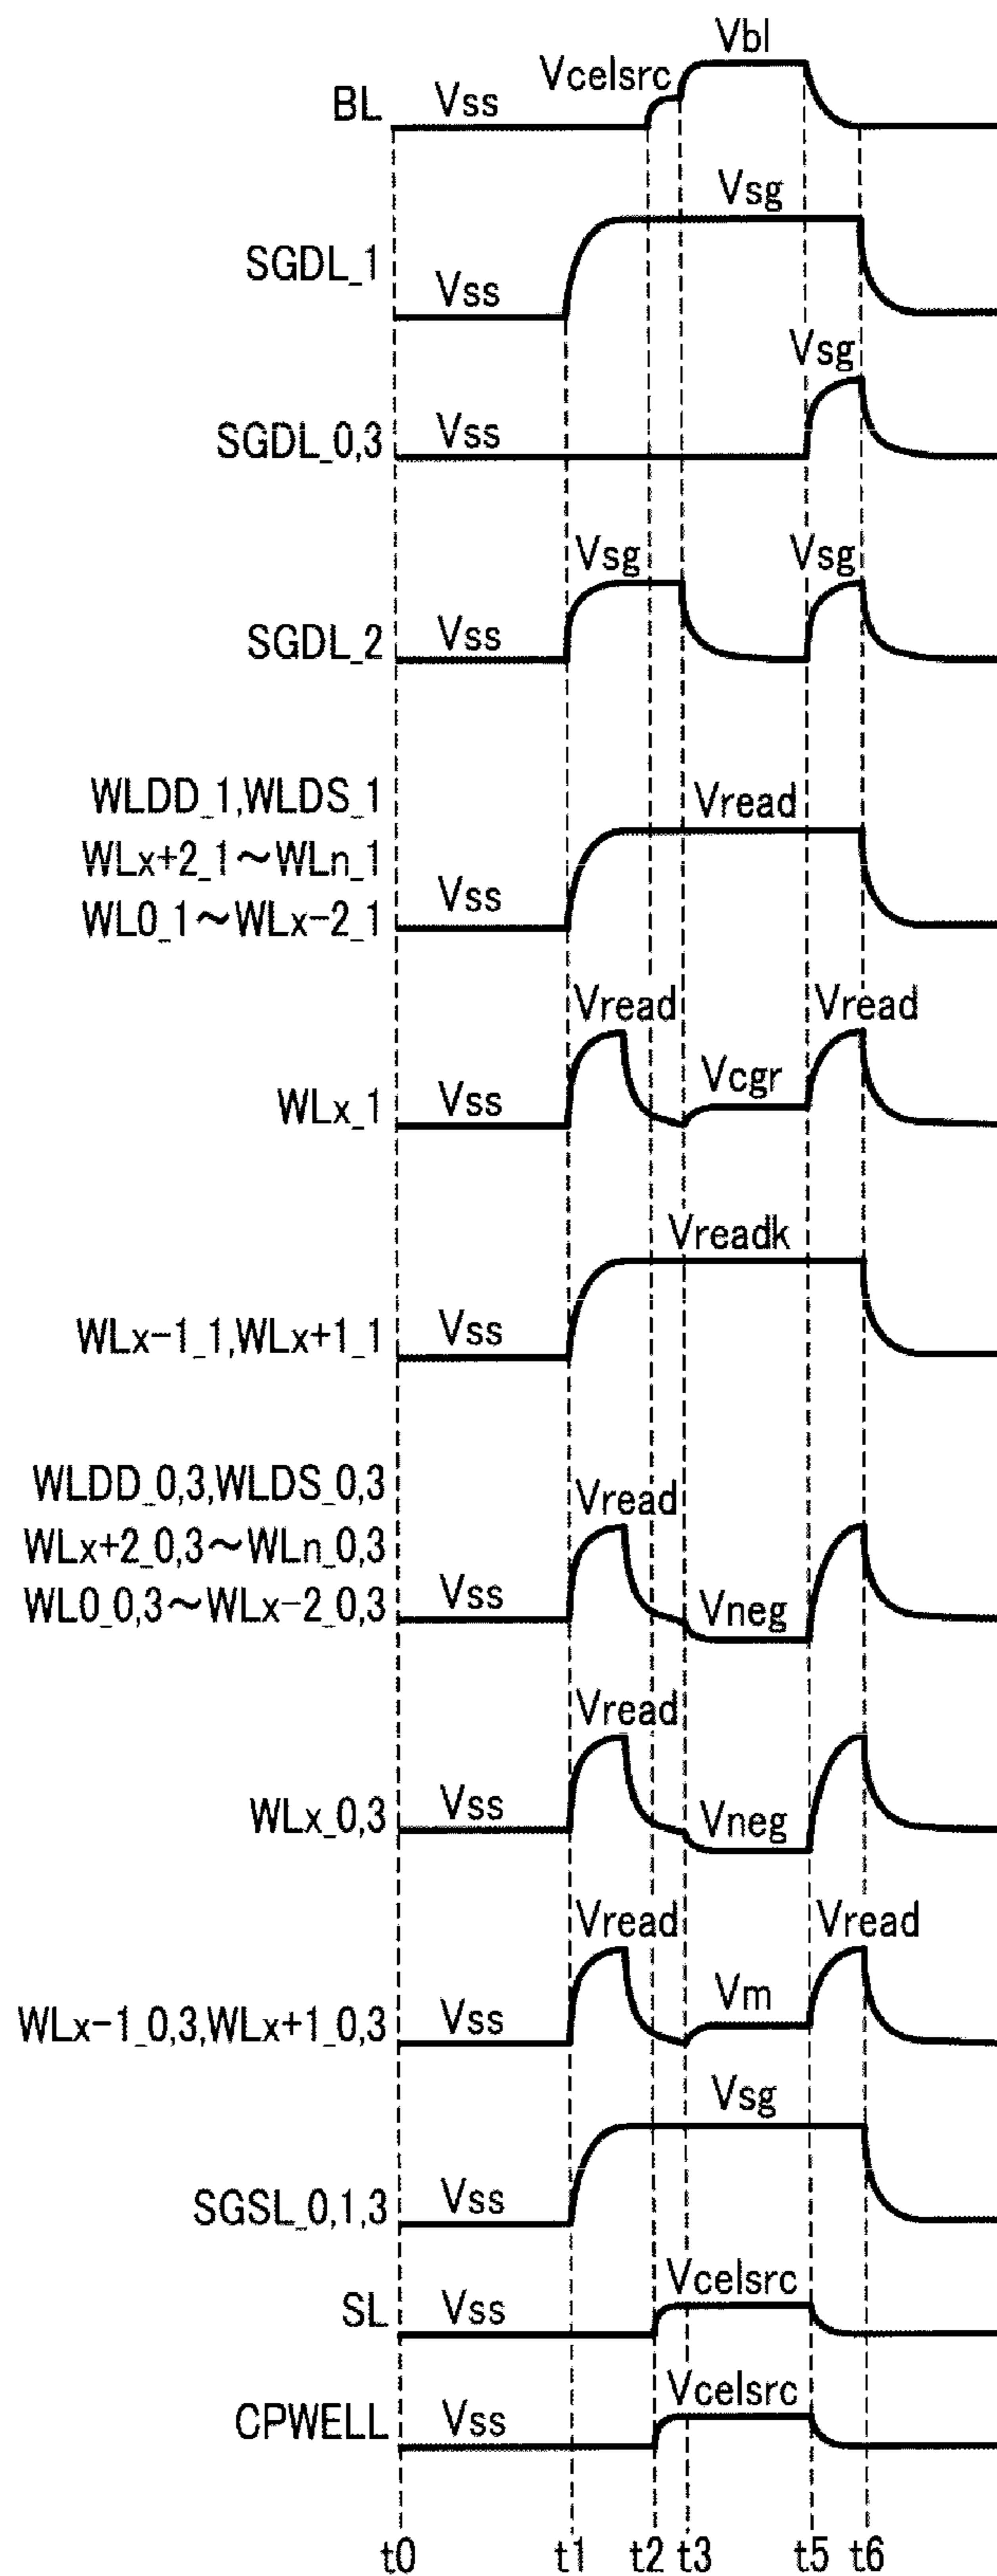 Vbl
Vcelsrc
BL Vss
Vsg
SGDL_1 Vss
Vsg
SGDL_0,3 Vss
Vsg Vsg
SGDL_2 Vss
WLDD_1,WLDS_1 Vread
WLx+2_1~WLn_1
WL0_1~WLx-2_1 Vss
Vread Vread
WLx_1 Vss Vcgr
Vreadk
WLx-1_1,WLx+1_1 Vss
WLDD_0,3,WLDS_0,3 Vread
WLx+2_0,3~WLn_0,3
WL0_0,3~WLx-2_0,3 Vss Vneg
Vread
WLx_0,3 Vss Vneg
Vread Vread
WLx-1_0,3,WLx+1_0,3 Vss Vm
Vsg
SGSL_0,1,3 Vss
Vcelsrc
SL Vss
Vcelsrc
CPWELL Vss
t0 t1 t2 t3 t5 t6